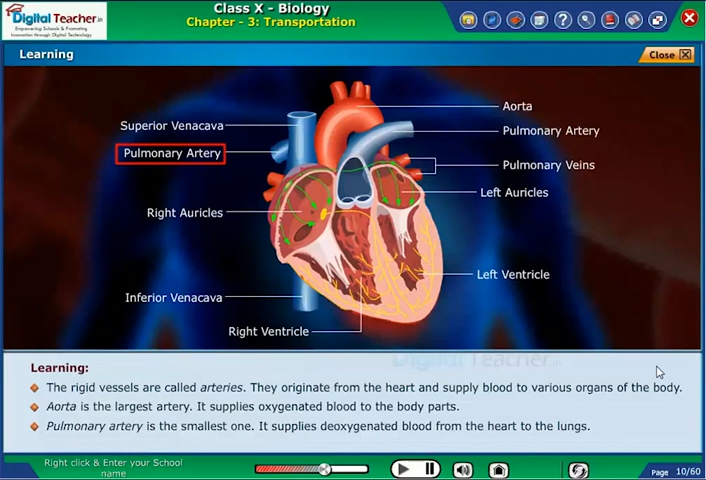 Digital Teacher.in
Empowering Schools & Promoting
Innovation through Digital Technology
Class X - Biology
Chapter - 3: Transportation
Learning
Close
Superior Venacava
Pulmonary Artery
Right Auricles
Inferior Venacava
Right Ventricle
Aorta
Pulmonary Artery
Pulmonary Veins
Left Auricles
Left Ventricle
Digital Teacher.in
Learning:
The rigid vessels are called arteries. They originate from the heart and supply blood to various organs of the body.
Aorta is the largest artery. It supplies oxygenated blood to the body parts.
Pulmonary artery is the smallest one. It supplies deoxygenated blood from the heart to the lungs.
Right click & Enter your School
name
Page 10/60